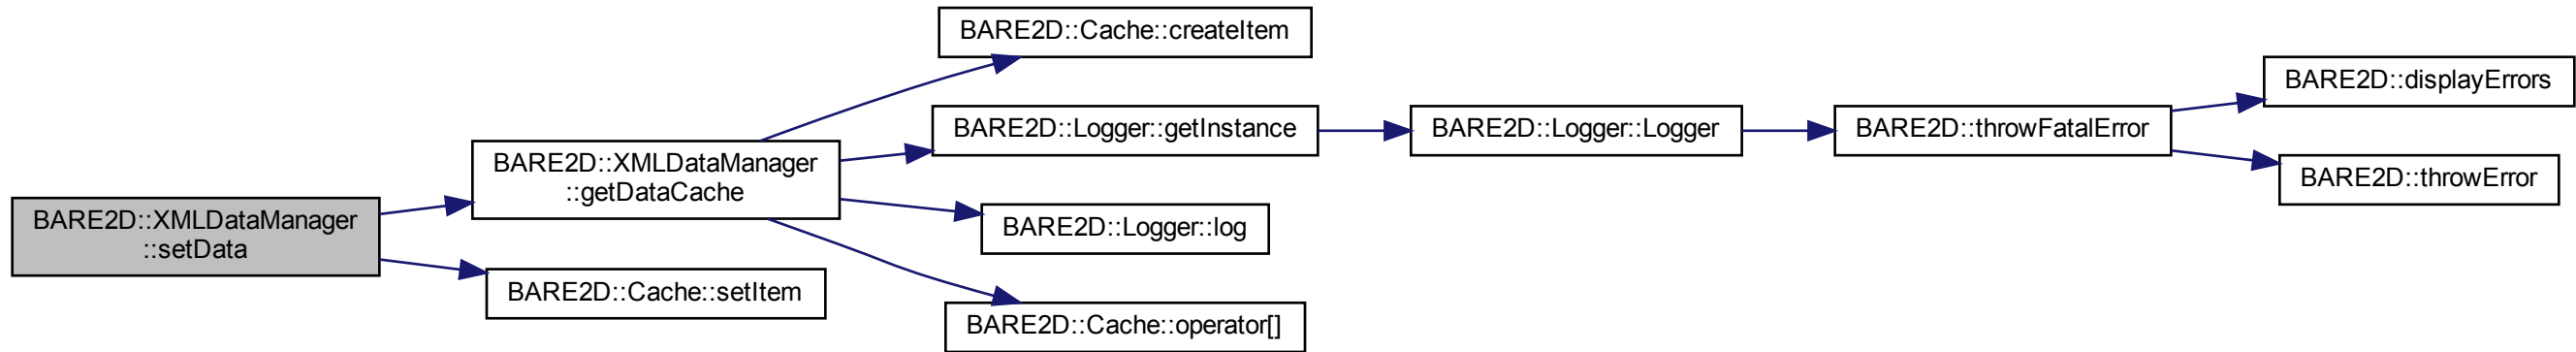 BARE2D::XMLDataManager
::setData
BARE2D::XMLDataManager
::getDataCache
BARE2D::Cache::setItem
BARE2D::Cache::createItem
BARE2D::Logger::getInstance
BARE2D::Logger::log
BARE2D::Cache::operator[]
BARE2D::Logger::Logger
BARE2D::throwFatalError
BARE2D::displayErrors
BARE2D::throwError